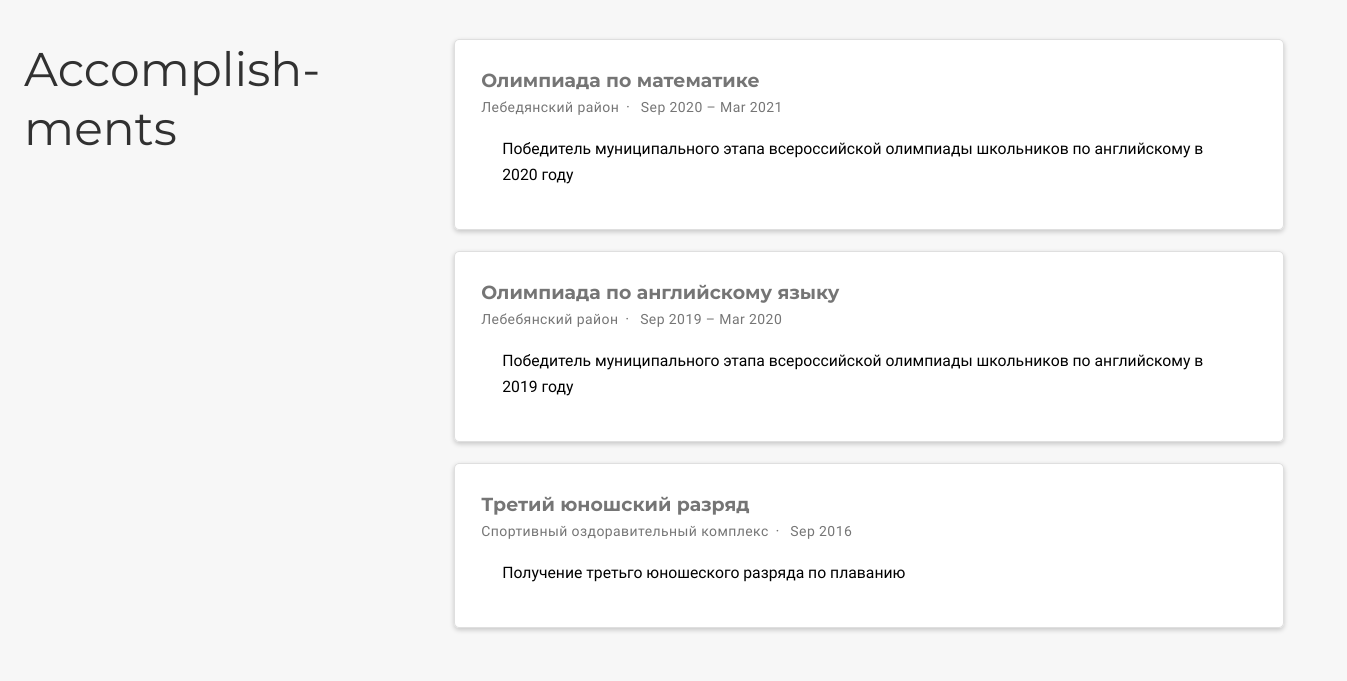 Accomplish-
ments
Олимпиада по математике
Лебедянский район · Sep 2020 – Mar 2021
Победитель муниципального этапа всероссийской олимпиады школьников по английскому в
2020 году
Олимпиада по английскому языку
Лебебянский район · Sep 2019 – Mar 2020
Победитель муниципального этапа всероссийской олимпиады школьников по английскому в
2019 году
Третий юношский разряд
Спортивный оздоравительный комплекс · Sep 2016
Получение третьго юношеского разряда по плаванию